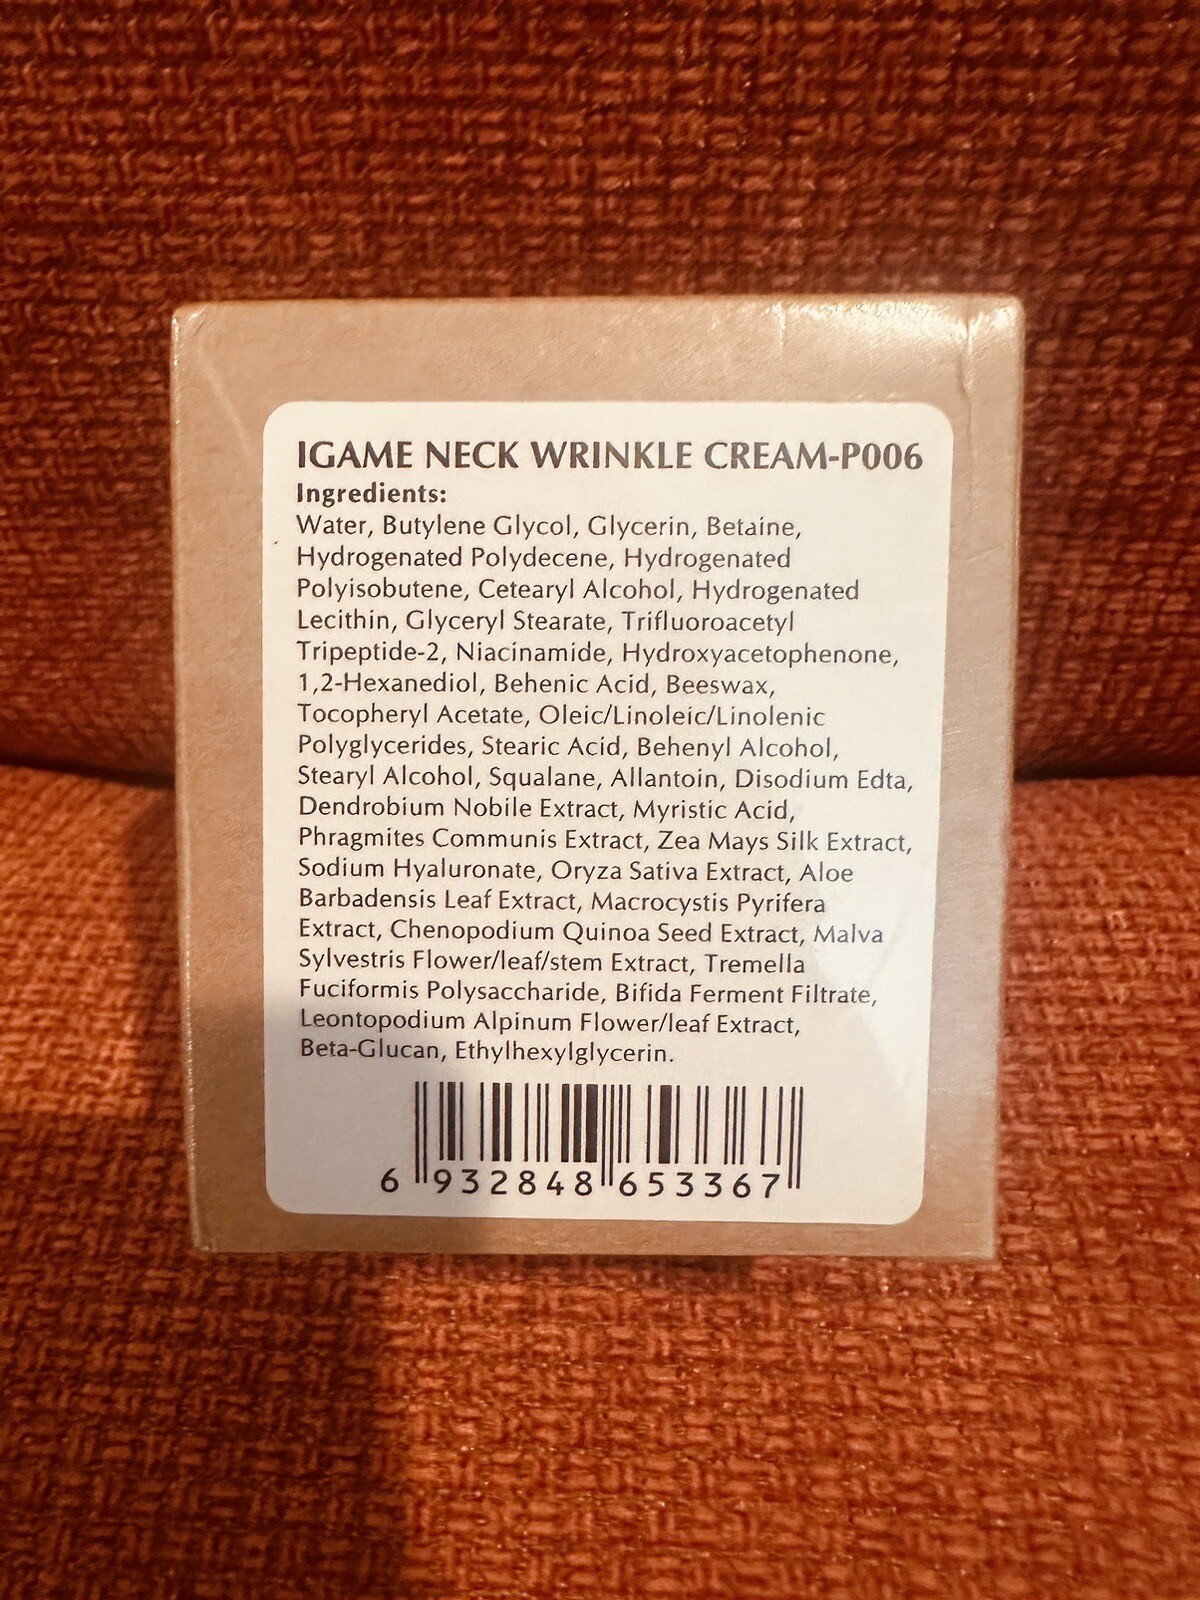 IGAME NECK WRINKLE CREAM-P006
Ingredients:
Water, Butylene Glycol, Glycerin, Betaine,
Hydrogenated Polydecene, Hydrogenated
Polyisobutene, Cetearyl Alcohol, Hydrogenated
Lecithin, Glyceryl Stearate, Trifluoroacetyl
Tripeptide-2, Niacinamide, Hydroxyacetophenone,
1,2-Hexanediol, Behenic Acid, Beeswax,
Tocopheryl Acetate, Oleic/Linoleic/Linolenic
Polyglycerides, Stearic Acid, Behenyl Alcohol,
Stearyl Alcohol, Squalane, Allantoin, Disodium Edta,
Dendrobium Nobile Extract, Myristic Acid,
Phragmites Communis Extract, Zea Mays Silk Extract,
Sodium Hyaluronate, Oryza Sativa Extract, Aloe
Barbadensis Leaf Extract, Macrocystis Pyrifera
Extract, Chenopodium Quinoa Seed Extract, Malva
Sylvestris Flower/leaf/stem Extract, Tremella
Fuciformis Polysaccharide, Bifida Ferment Filtrate,
Leontopodium Alpinum Flower/leaf Extract,
Beta-Glucan, Ethylhexylglycerin.
6 932848 653367